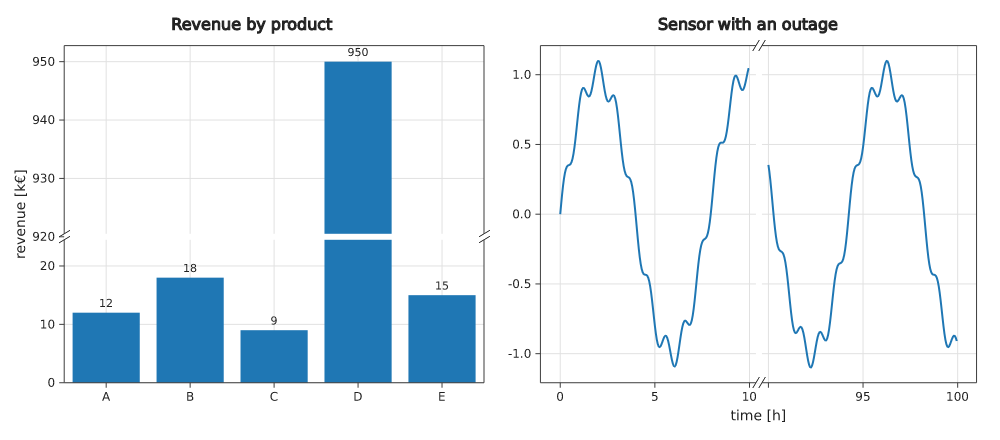 Revenue by product
950
950
940
930
920
20
10
0
18
12
9
15
revenue [k€]
A B C D E
Sensor with an outage
1.0
0.5
0.0
-0.5
-1.0
0 5 10 95 100
time [h]